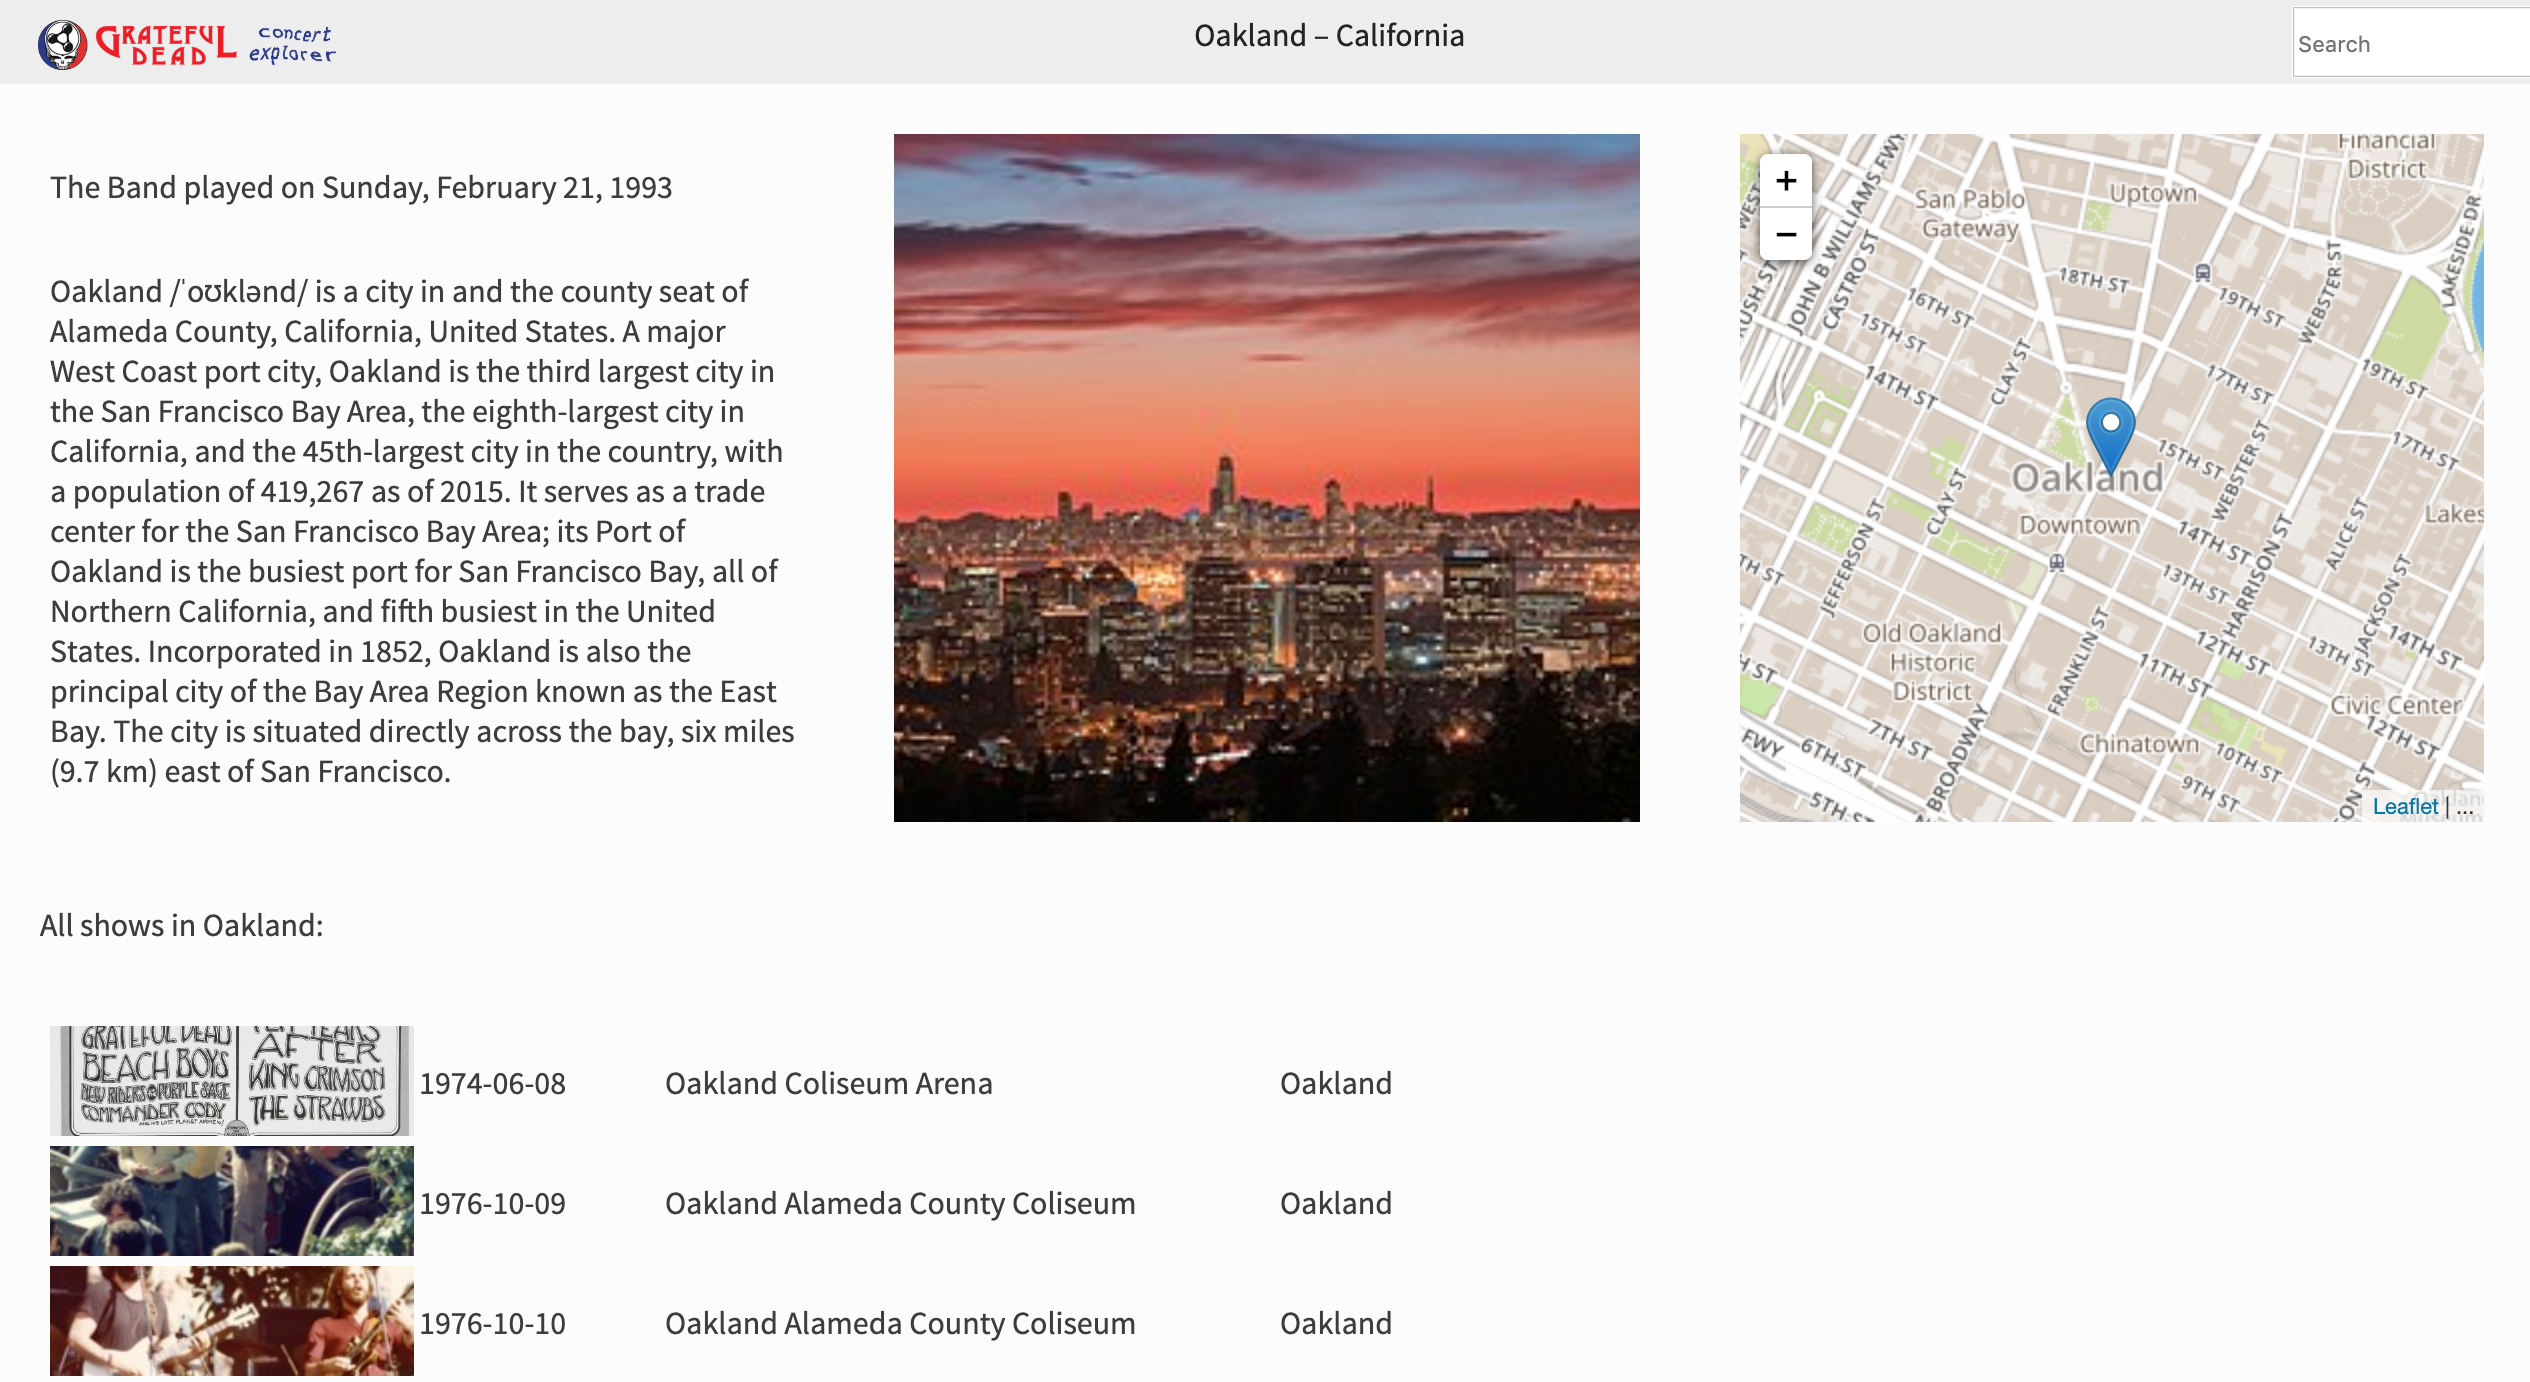 GRATEFUL DEAD concert explorer
Oakland – California
Search
The Band played on Sunday, February 21, 1993
Oakland /ˈoʊklənd/ is a city in and the county seat of
Alameda County, California, United States. A major
West Coast port city, Oakland is the third largest city in
the San Francisco Bay Area, the eighth-largest city in
California, and the 45th-largest city in the country, with
a population of 419,267 as of 2015. It serves as a trade
center for the San Francisco Bay Area; its Port of
Oakland is the busiest port for San Francisco Bay, all of
Northern California, and fifth busiest in the United
States. Incorporated in 1852, Oakland is also the
principal city of the Bay Area Region known as the East
Bay. The city is situated directly across the bay, six miles
(9.7 km) east of San Francisco.
+
−
Financial
District
San Pablo
Gateway
Uptown
JOHN B WILLIAMS FWY
CASTRO ST
LAKESIDE DR
WEBSTER ST
18TH ST
19TH ST
16TH ST
15TH ST
14TH ST
CLAY ST
17TH ST
19TH ST
17TH ST
15TH ST
WEBSTER ST
Oakland
Downtown
Lakes
JEFFERSON ST
CLAY ST
14TH ST
13TH ST
HARRISON ST
ALICE ST
JACKSON ST
TH ST
Old Oakland
Historic
District
FRANKLIN ST
12TH ST
11TH ST
13TH ST
14TH ST
H ST
Civic Center
12TH ST
Chinatown
10TH ST
9TH ST
7TH ST
6TH ST
FWY
5TH ST
BROADWAY
ON ST
Leaflet | ...
All shows in Oakland:
GRATEFUL DEAD
BEACH BOYS
NEW RIDERS PURPLE SAGE
COMMANDER CODY
TEN YEARS
AFTER
KING CRIMSON
THE STRAWBS
1974-06-08 Oakland Coliseum Arena Oakland
1976-10-09 Oakland Alameda County Coliseum Oakland
1976-10-10 Oakland Alameda County Coliseum Oakland